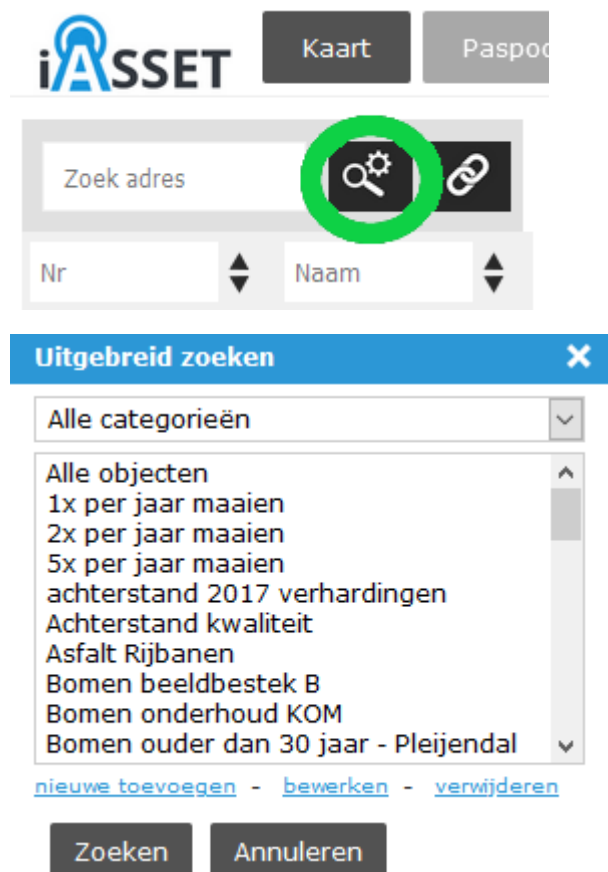 iASSET
Kaart
Paspoo
Zoek adres
Nr
Naam
Uitgebreid zoeken
Alle categorieën
Alle objecten
1x per jaar maaien
2x per jaar maaien
5x per jaar maaien
achterstand 2017 verhardingen
Achterstand kwaliteit
Asfalt Rijbanen
Bomen beeldbestek B
Bomen onderhoud KOM
Bomen ouder dan 30 jaar - Pleijendal
nieuwe toevoegen - bewerken - verwijderen
Zoeken
Annuleren